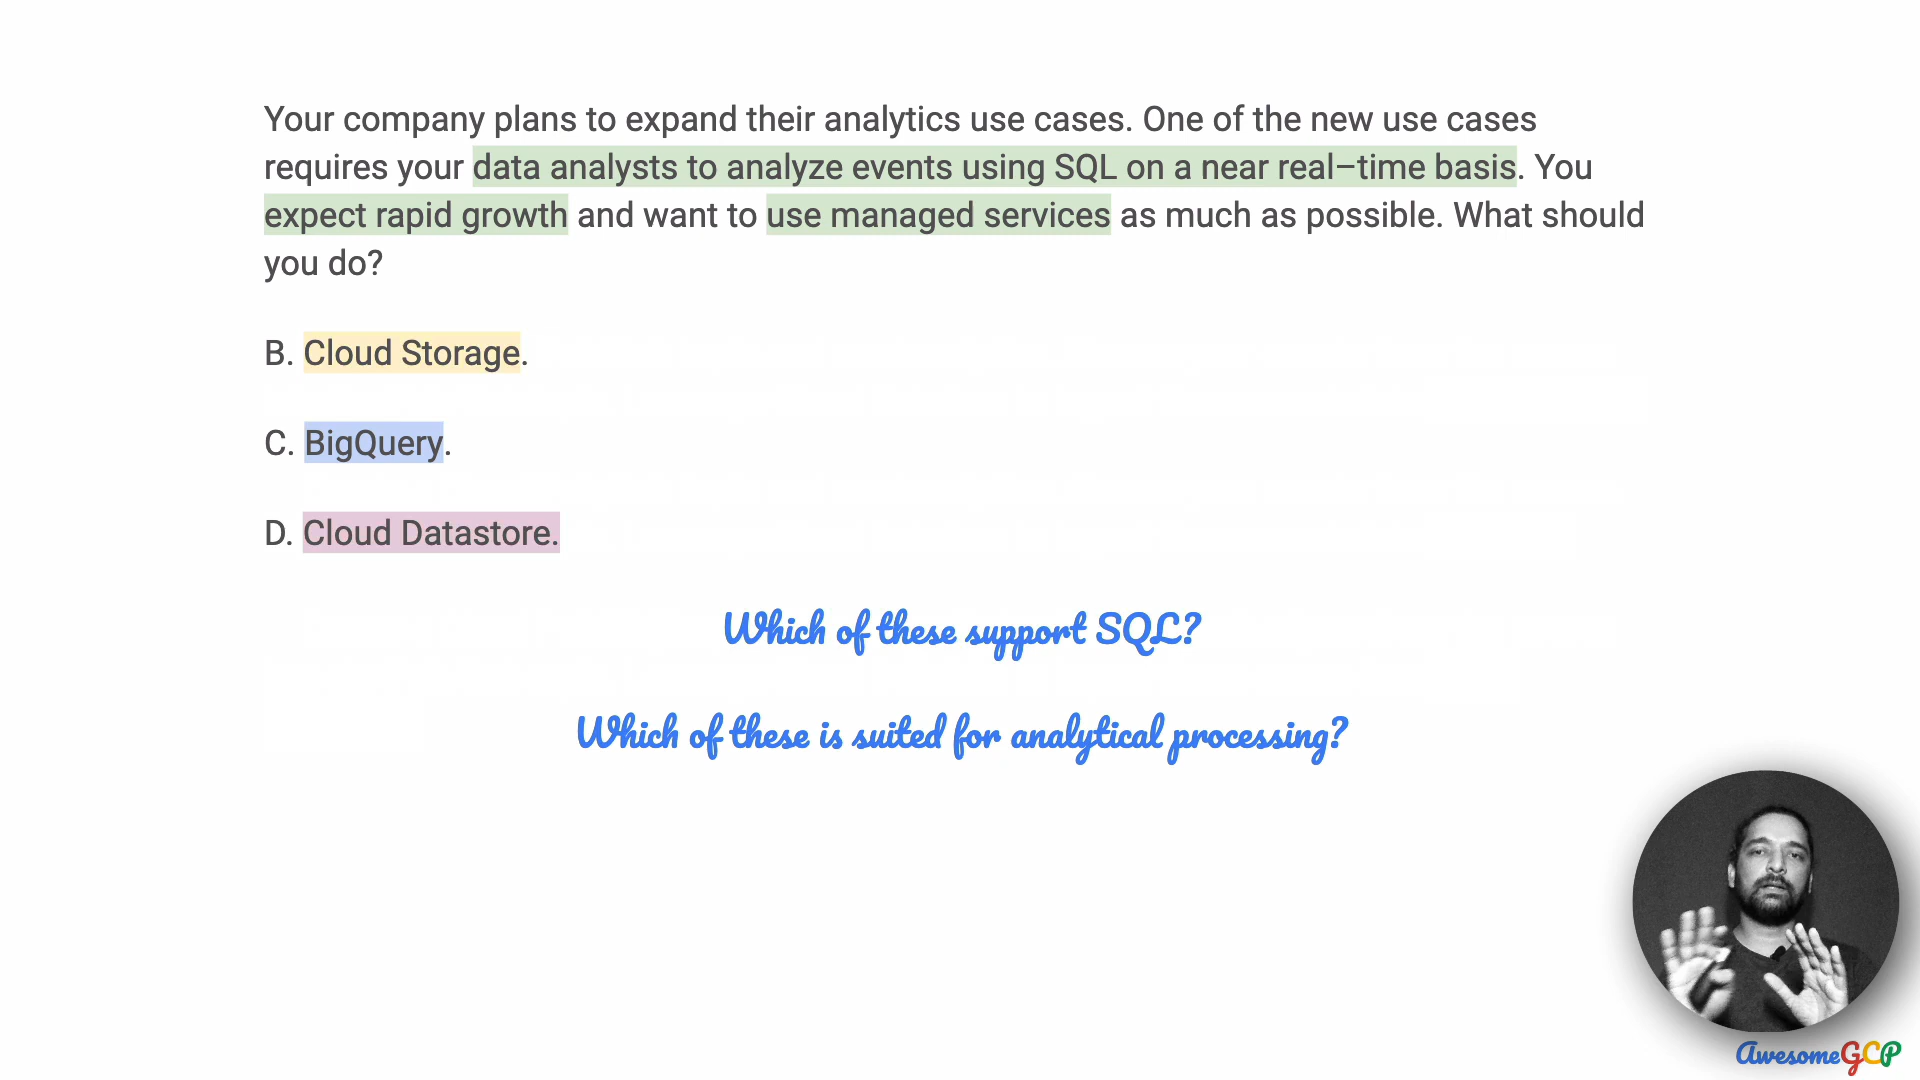 Your company plans to expand their analytics use cases. One of the new use cases
requires your data analysts to analyze events using SQL on a near real–time basis. You
expect rapid growth and want to use managed services as much as possible. What should
you do?
B. Cloud Storage.
C. BigQuery.
D. Cloud Datastore.
Which of these support SQL?
Which of these is suited for analytical processing?
AwesomeGCP